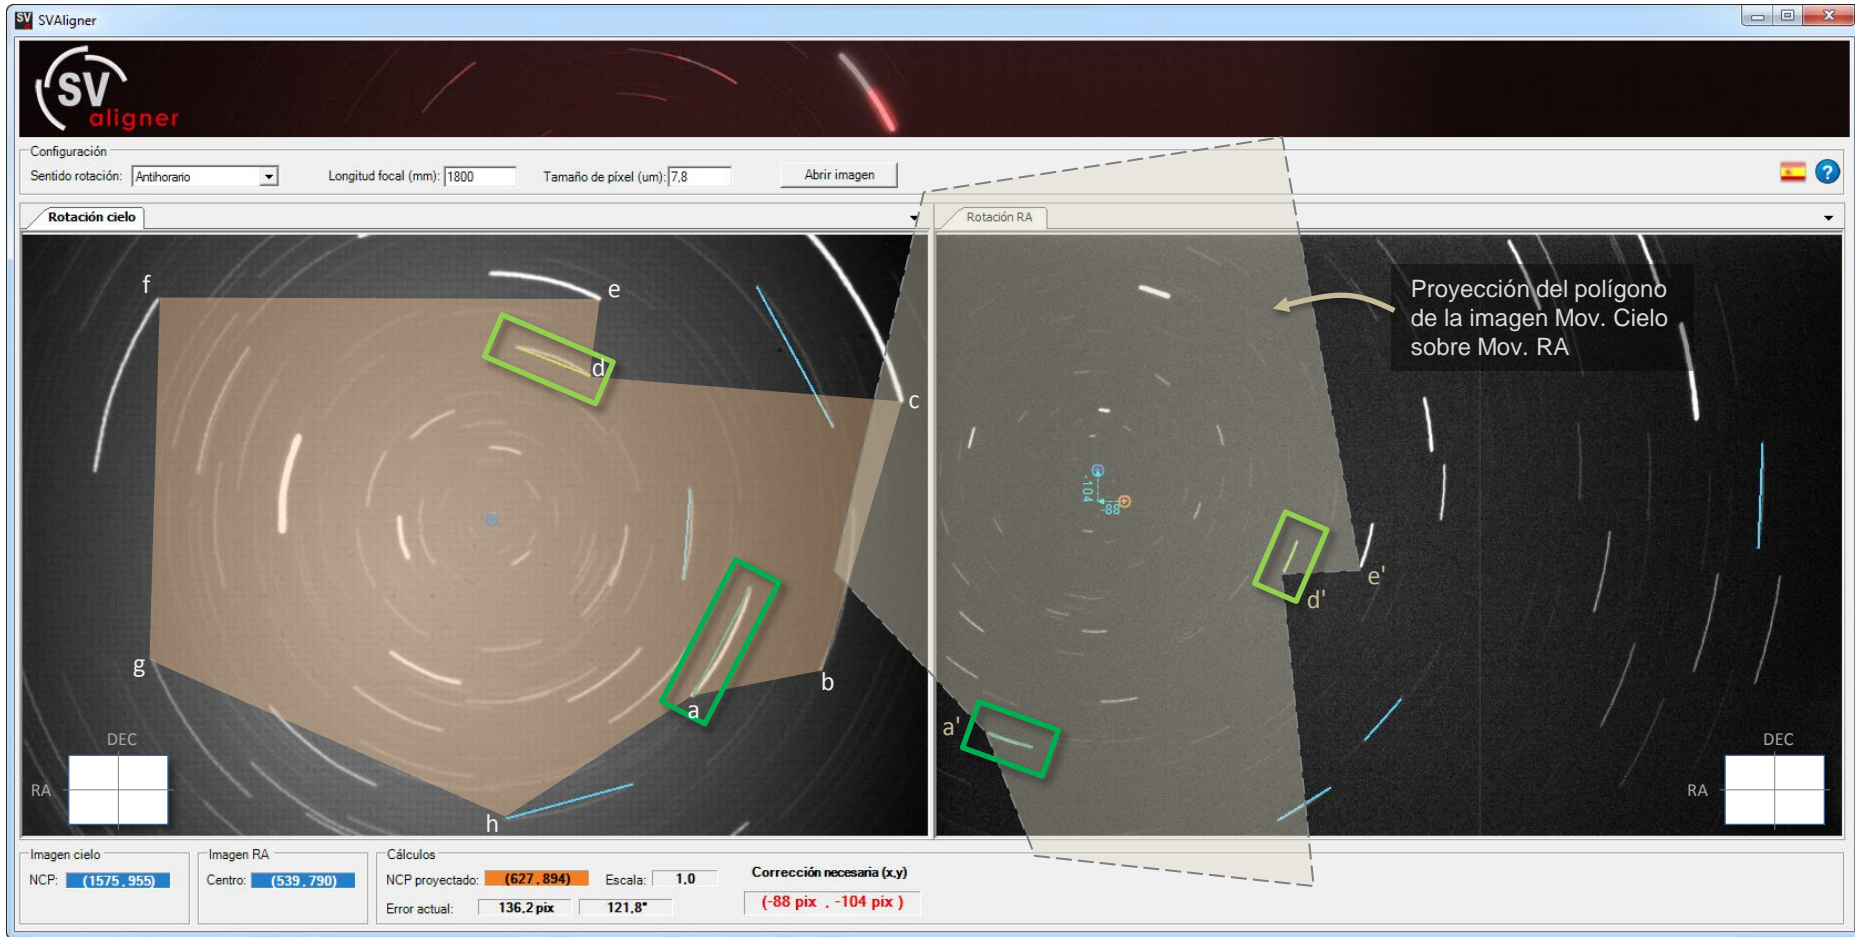 SV SVAligner
SV
aligner
Configuración
Sentido rotación: Antihorario Longitud focal (mm): 1800 Tamaño de píxel (um): 7,8 Abrir imagen
Rotación cielo
Rotación RA
f
e
d
c
g
b
a
h
DEC
RA
Proyección del polígono
de la imagen Mov. Cielo
sobre Mov. RA
-104
-88
e'
d'
a'
DEC
RA
Imagen cielo
NCP: (1575 , 955)
Imagen RA
Centro: (539 , 790)
Cálculos
NCP proyectado: (627 , 894) Escala: 1,0
Error actual: 136,2 pix 121,8"
Corrección necesaria (x,y)
(-88 pix , -104 pix )